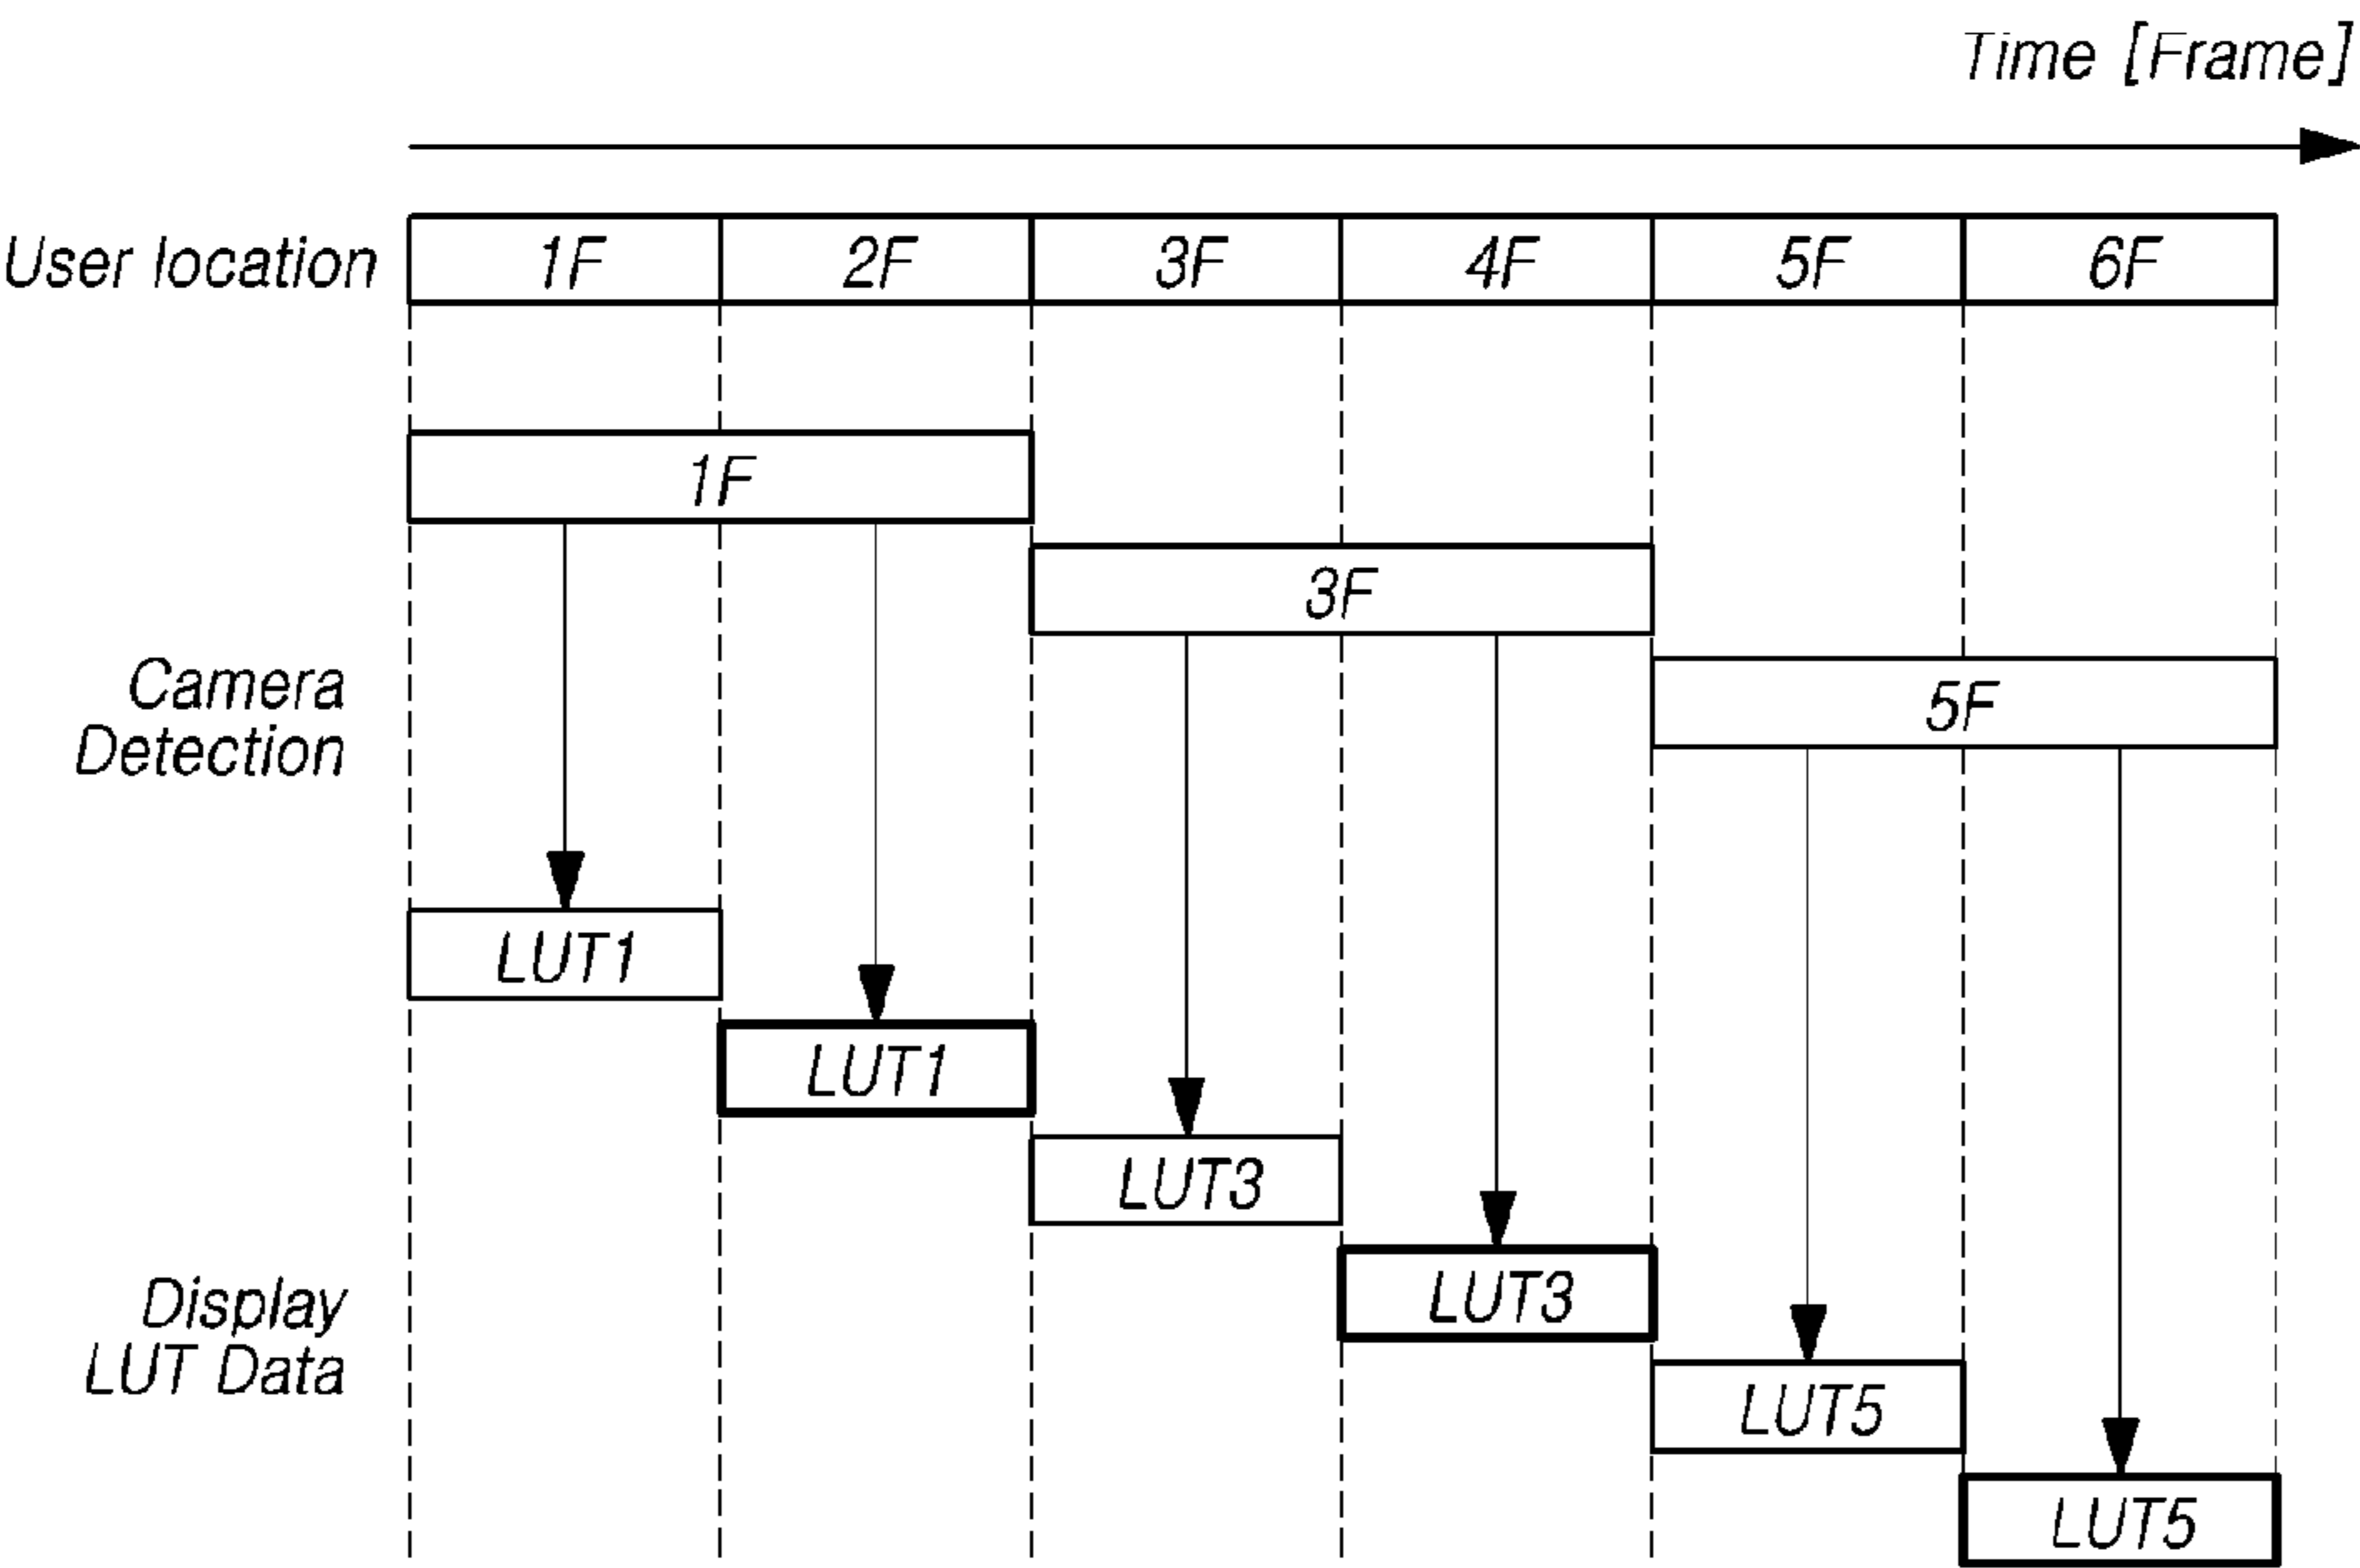 Time [Frame]
User location 1F 2F 3F 4F 5F 6F
1F
3F
Camera
Detection
5F
LUT1
LUT1
LUT3
Display
LUT Data
LUT3
LUT5
LUT5